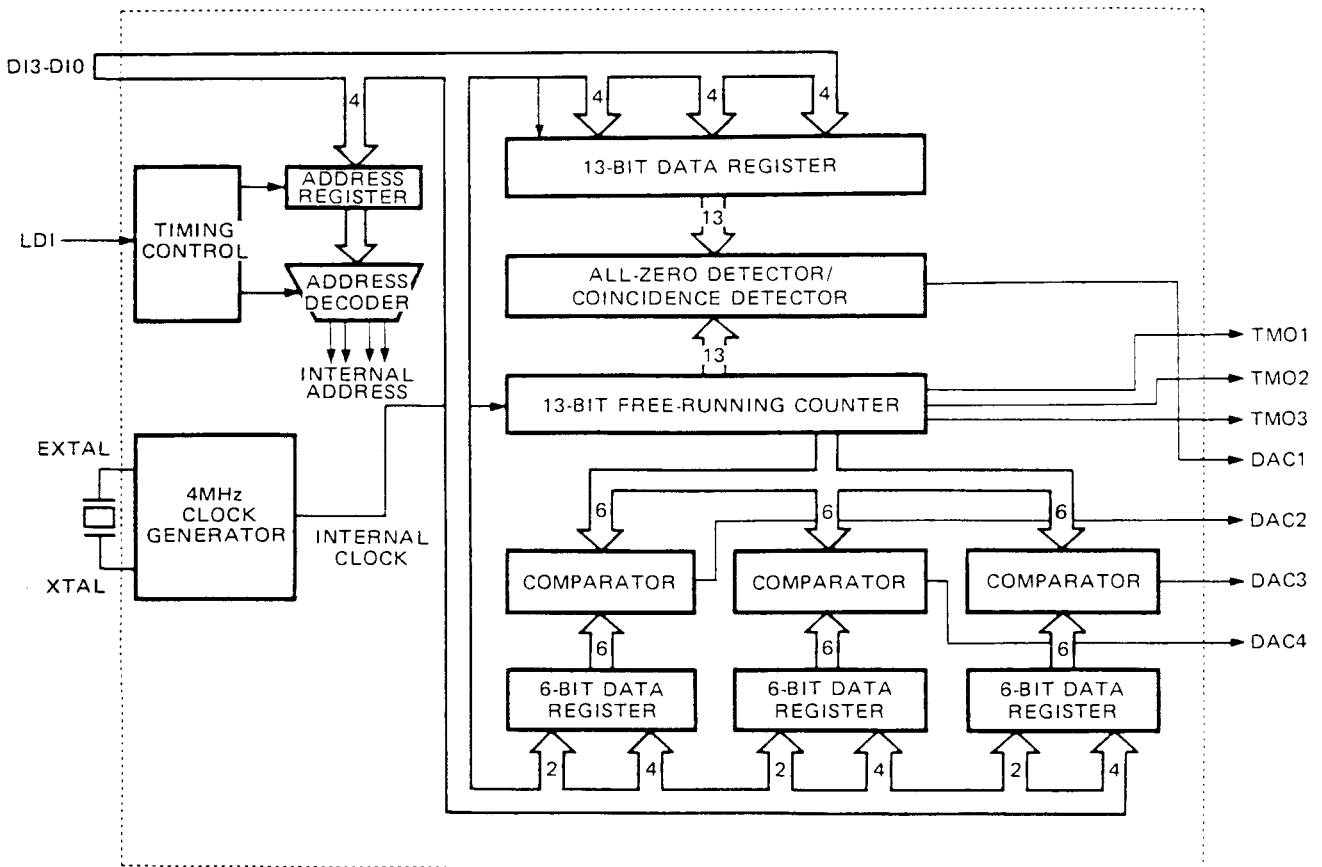 DI3-DI0
4
4
4
4
13-BIT DATA REGISTER
ADDRESS
REGISTER
TIMING
CONTROL
LDI
13
ALL-ZERO DETECTOR/
COINCIDENCE DETECTOR
ADDRESS
DECODER
13
INTERNAL
ADDRESS
13-BIT FREE-RUNNING COUNTER
TMO1
TMO2
TMO3
DAC1
EXTAL
4MHz
CLOCK
GENERATOR
INTERNAL
CLOCK
XTAL
6
6
6
DAC2
COMPARATOR
COMPARATOR
COMPARATOR
DAC3
6
6
6
DAC4
6-BIT DATA
REGISTER
6-BIT DATA
REGISTER
6-BIT DATA
REGISTER
2
4
2
4
2
4